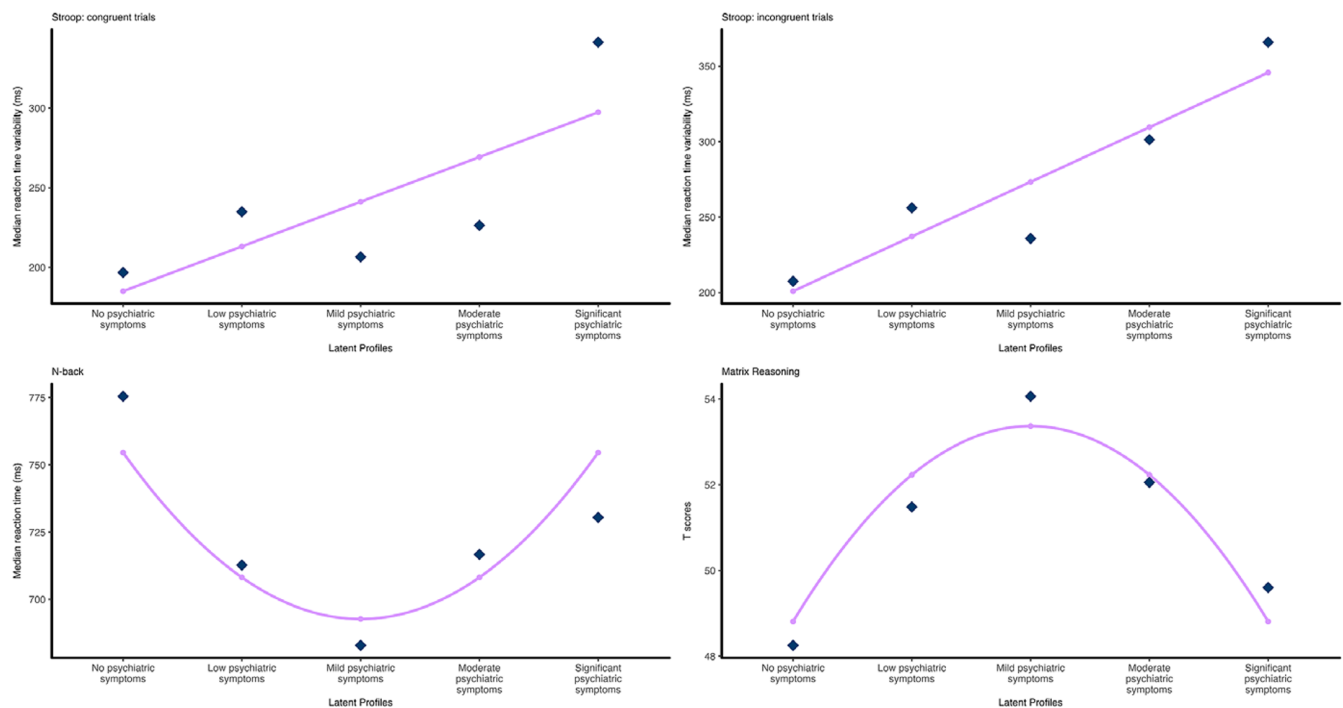 Stroop: congruent trials
Median reaction time variability (ms)
300
250
200
No psychiatric
symptoms
Low psychiatric
symptoms
Mild psychiatric
symptoms
Moderate
psychiatric
symptoms
Significant
psychiatric
symptoms
Latent Profiles
Stroop: incongruent trials
Median reaction time variability (ms)
350
300
250
200
No psychiatric
symptoms
Low psychiatric
symptoms
Mild psychiatric
symptoms
Moderate
psychiatric
symptoms
Significant
psychiatric
symptoms
Latent Profiles
N-back
Median reaction time (ms)
775
750
725
700
No psychiatric
symptoms
Low psychiatric
symptoms
Mild psychiatric
symptoms
Moderate
psychiatric
symptoms
Significant
psychiatric
symptoms
Latent Profiles
Matrix Reasoning
T scores
54
52
50
48
No psychiatric
symptoms
Low psychiatric
symptoms
Mild psychiatric
symptoms
Moderate
psychiatric
symptoms
Significant
psychiatric
symptoms
Latent Profiles